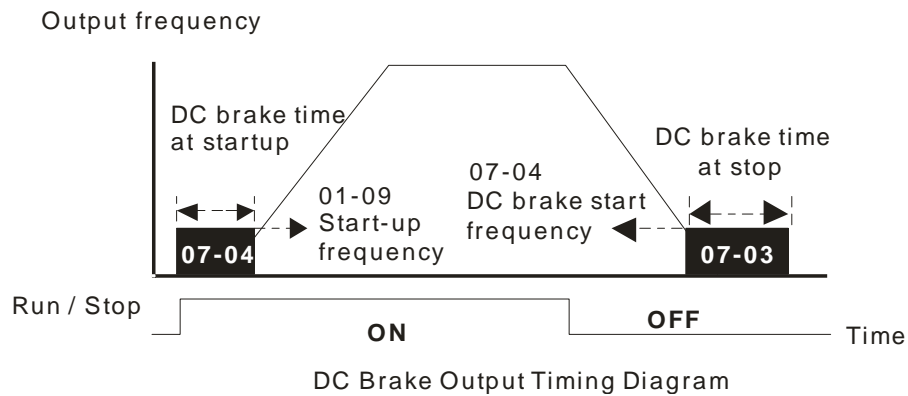 Output frequency
DC brake time
at startup
DC brake time
at stop
01-09
Start-up
frequency
07-04
DC brake start
frequency
07-04
07-03
Run / Stop
ON
OFF
Time
DC Brake Output Timing Diagram